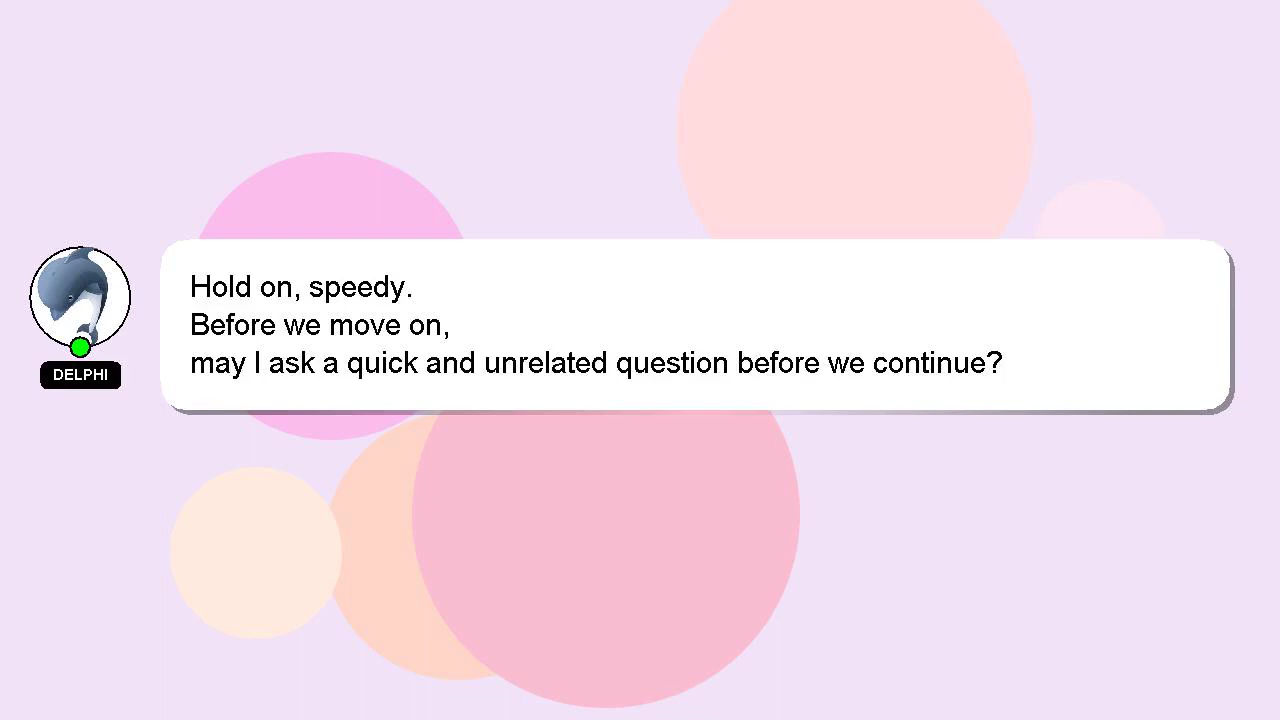 Hold on, speedy.
Before we move on,
may I ask a quick and unrelated question before we continue?
DELPHI